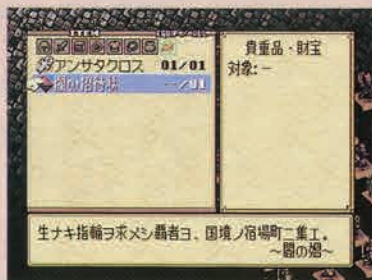 ITEM
アンサタクロス 01/01
闇の招待状 --/01
貴重品・財宝
対象:－
生ナキ指輪ヲ求メシ覇者ヨ、国境ノ宿場町ニ集エ。
～闇の娼～